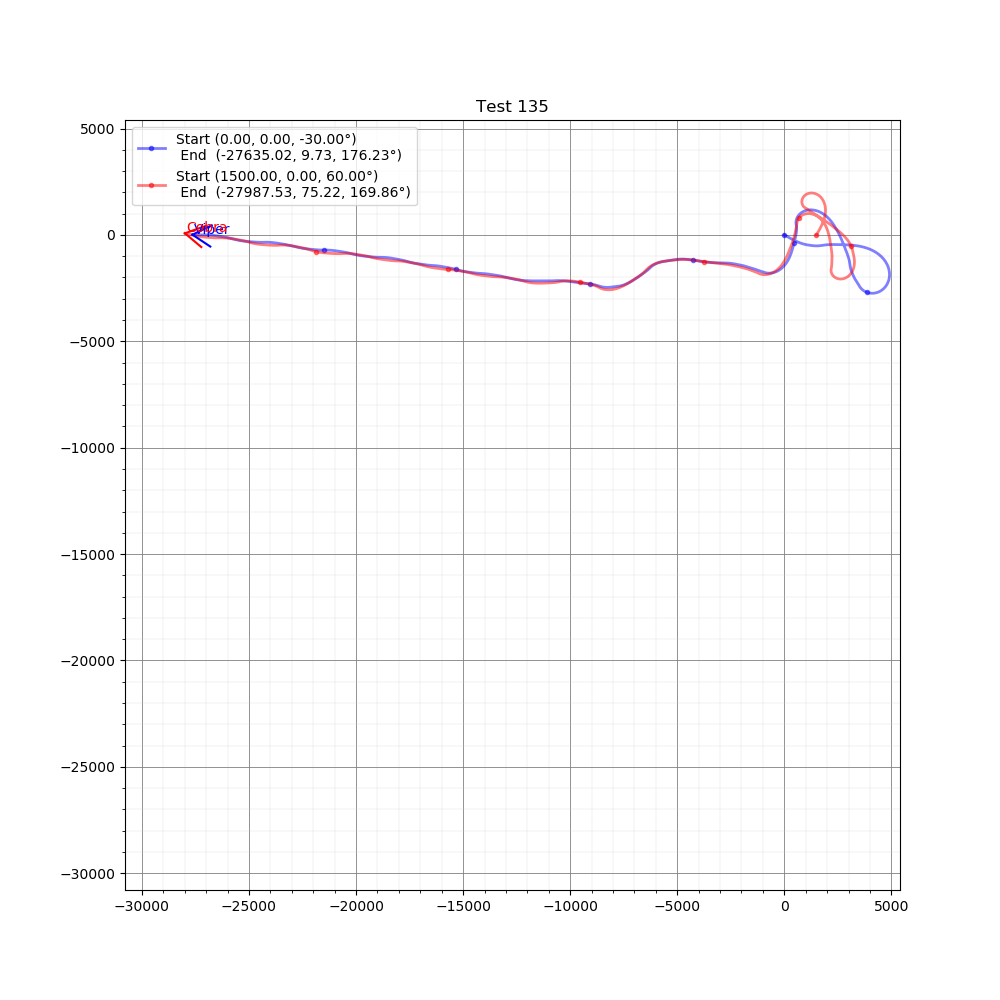 Test 135
Start (0.00, 0.00, -30.00°)
End (-27635.02, 9.73, 176.23°)
Start (1500.00, 0.00, 60.00°)
End (-27987.53, 75.22, 169.86°)
5000
0
−5000
−10000
−15000
−20000
−25000
−30000
−30000 −25000 −20000 −15000 −10000 −5000 0 5000